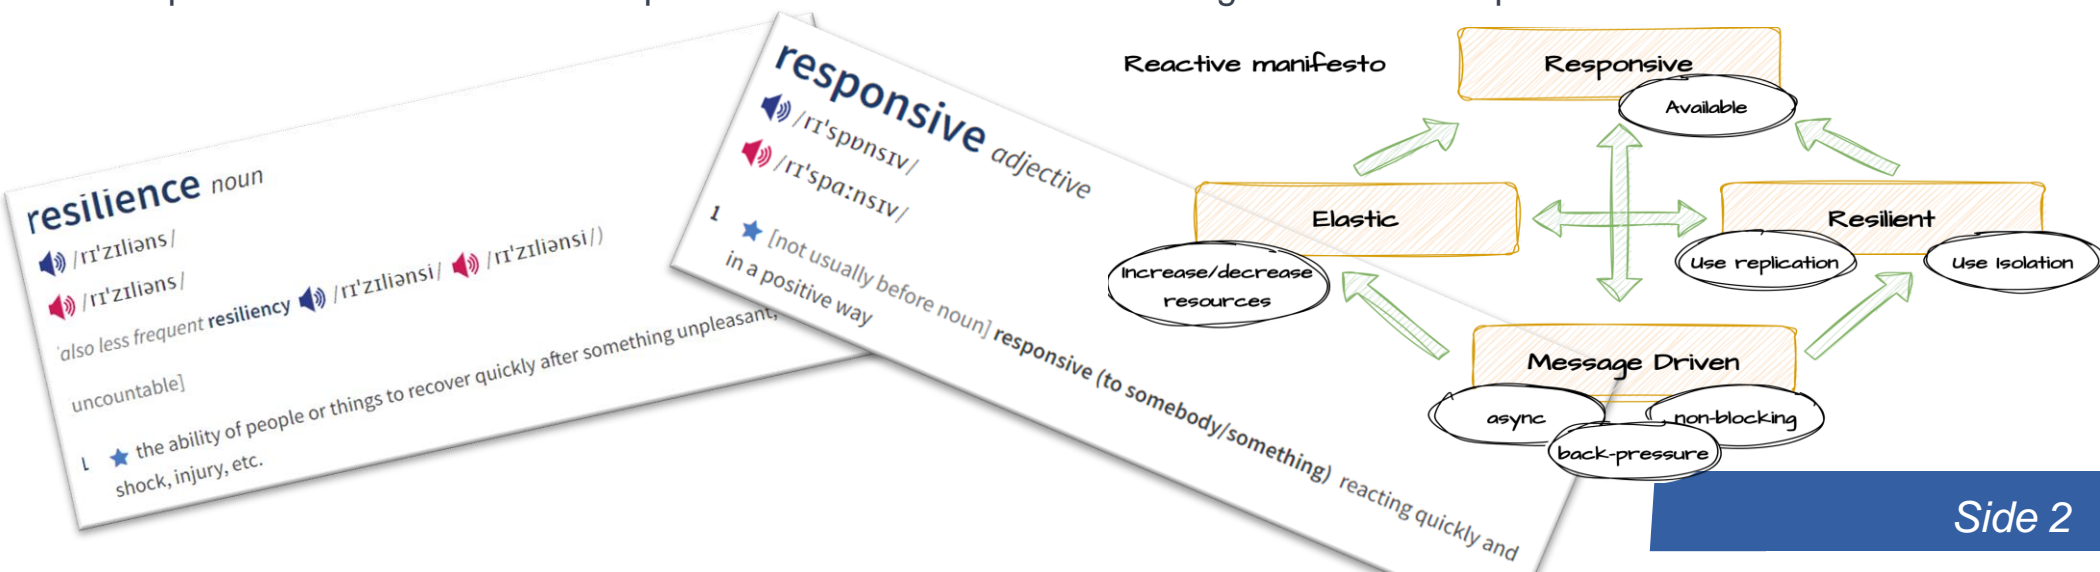 resilience noun
/rɪˈzɪliəns/
/rɪˈzɪliəns/
also less frequent resiliency /rɪˈzɪliənsi/ /rɪˈzɪliənsi/)
uncountable]
the ability of people or things to recover quickly after something unpleasant,
shock, injury, etc.
responsive adjective
/rɪˈspɒnsɪv/
/rɪˈspɑːnsɪv/
1 [not usually before noun] responsive (to somebody/something) reacting quickly and
in a positive way
Reactive manifesto
Responsive
Available
Elastic
Increase/decrease
resources
Resilient
Use replication
Use Isolation
Message Driven
async
non-blocking
back-pressure
Side 2